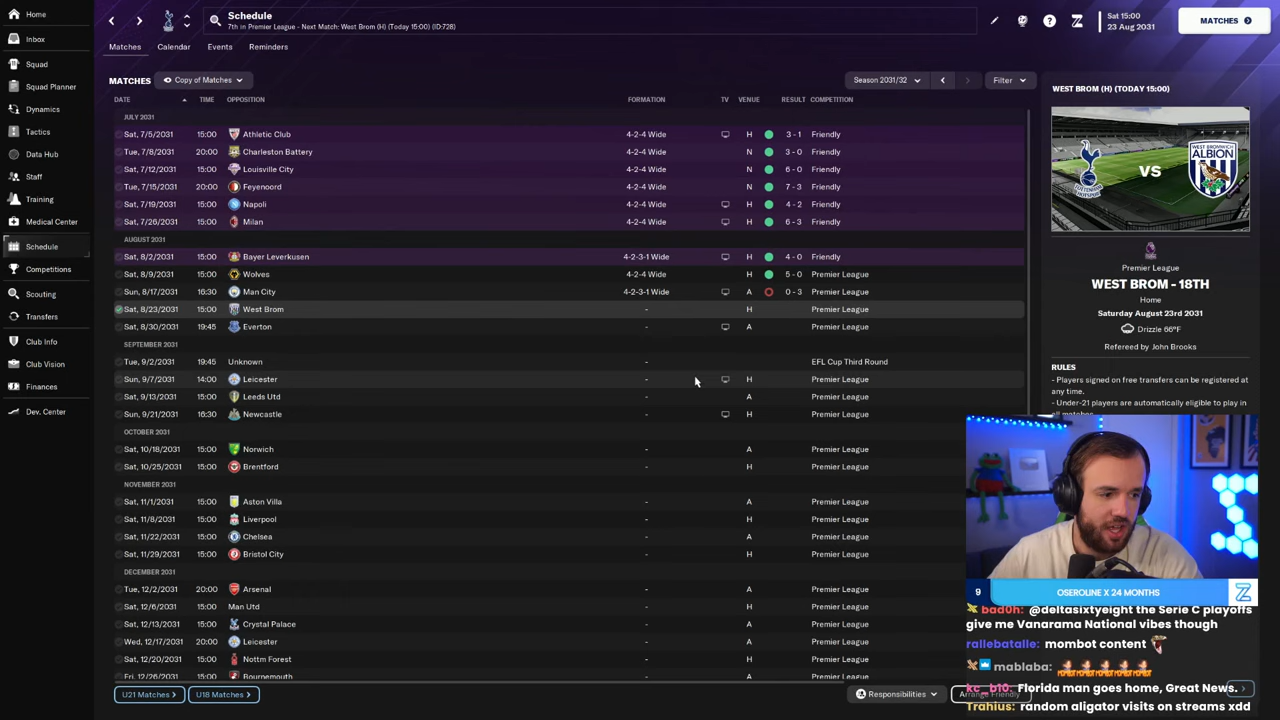 Home
Inbox
Squad
Squad Planner
Dynamics
Tactics
Data Hub
Staff
Training
Medical Center
Schedule
Competitions
Scouting
Transfers
Club Info
Club Vision
Finances
Dev. Center
Schedule
7th in Premier League - Next Match: West Brom (H) (Today 15:00) (ID:728)
Sat 15:00
23 Aug 2031
MATCHES
Matches Calendar Events Reminders
MATCHES Copy of Matches Season 2031/32 Filter
DATE TIME OPPOSITION FORMATION TV VENUE RESULT COMPETITION
JULY 2031
Sat, 7/5/2031 15:00 Athletic Club 4-2-4 Wide H 3 - 1 Friendly
Tue, 7/8/2031 20:00 Charleston Battery 4-2-4 Wide N 3 - 0 Friendly
Sat, 7/12/2031 15:00 Louisville City 4-2-4 Wide N 6 - 0 Friendly
Tue, 7/15/2031 20:00 Feyenoord 4-2-4 Wide N 7 - 3 Friendly
Sat, 7/19/2031 15:00 Napoli 4-2-4 Wide H 4 - 2 Friendly
Sat, 7/26/2031 15:00 Milan 4-2-4 Wide H 6 - 3 Friendly
AUGUST 2031
Sat, 8/2/2031 15:00 Bayer Leverkusen 4-2-3-1 Wide H 4 - 0 Friendly
Sat, 8/9/2031 15:00 Wolves 4-2-4 Wide H 5 - 0 Premier League
Sun, 8/17/2031 16:30 Man City 4-2-3-1 Wide A 0 - 3 Premier League
Sat, 8/23/2031 15:00 West Brom - H Premier League
Sat, 8/30/2031 19:45 Everton - A Premier League
SEPTEMBER 2031
Tue, 9/2/2031 19:45 Unknown - EFL Cup Third Round
Sun, 9/7/2031 14:00 Leicester - H Premier League
Sat, 9/13/2031 15:00 Leeds Utd - A Premier League
Sun, 9/21/2031 16:30 Newcastle - H Premier League
OCTOBER 2031
Sat, 10/18/2031 15:00 Norwich - A Premier League
Sat, 10/25/2031 15:00 Brentford - H Premier League
NOVEMBER 2031
Sat, 11/1/2031 15:00 Aston Villa - A Premier League
Sat, 11/8/2031 15:00 Liverpool - H Premier League
Sat, 11/22/2031 15:00 Chelsea - A Premier League
Sat, 11/29/2031 15:00 Bristol City - H Premier League
DECEMBER 2031
Tue, 12/2/2031 20:00 Arsenal - A Premier League
Sat, 12/6/2031 15:00 Man Utd - H Premier League
Sat, 12/13/2031 15:00 Crystal Palace - A Premier League
Wed, 12/17/2031 20:00 Leicester - A Premier League
Sat, 12/20/2031 15:00 Nottm Forest - H Premier League
Fri, 12/26/2031 15:00 Bournemouth - A Premier League
U21 Matches U18 Matches Responsibilities Arrange Friendly
WEST BROM (H) (TODAY 15:00)
TOTTENHAM
HOTSPUR
VS
WEST BROMWICH
ALBION
Premier League
WEST BROM - 18TH
Home
Saturday August 23rd 2031
Drizzle 66°F
Refereed by John Brooks
RULES
- Players signed on free transfers can be registered at
any time.
- Under-21 players are automatically eligible to play in
all matches.
9 OSEROLINE X 24 MONTHS
bad0h: @deltasixtyeight the Serie C playoffs
give me Vanarama National vibes though
rallebatalle: mombot content
mablaba:
kc_b10: Florida man goes home, Great News.
Trahius: random aligator visits on streams xdd